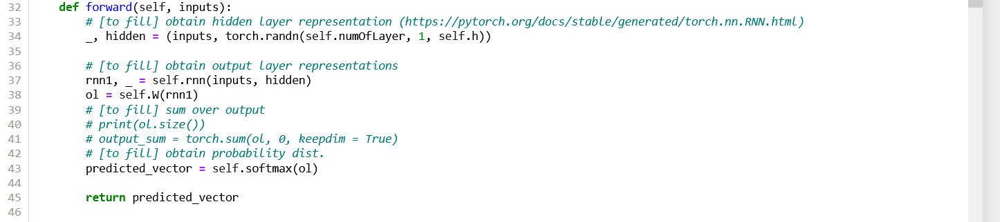 32 def forward(self, inputs):
33 # [to fill] obtain hidden layer representation (https://pytorch.org/docs/stable/generated/torch.nn.RNN.html)
34 _, hidden = (inputs, torch.randn(self.numOfLayer, 1, self.h))
35
36 # [to fill] obtain output layer representations
37 rnn1, _ = self.rnn(inputs, hidden)
38 ol = self.W(rnn1)
39 # [to fill] sum over output
40 # print(ol.size())
41 # output_sum = torch.sum(ol, 0, keepdim = True)
42 # [to fill] obtain probability dist.
43 predicted_vector = self.softmax(ol)
44
45 return predicted_vector
46